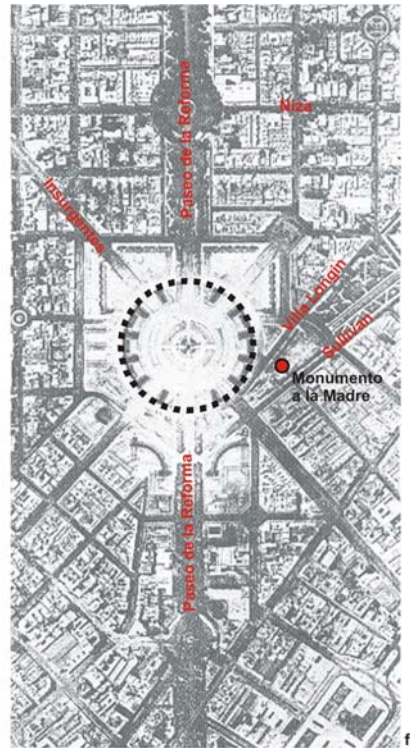 Paseo de la Reforma
Niza
Insurgentes
Villa Longin
Sullivan
Monumento
a la Madre
Paseo de la Reforma
f